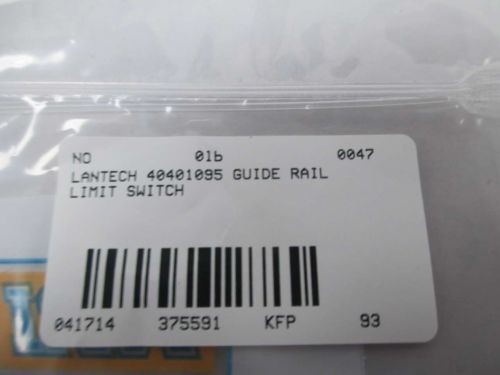 NO 01b 0047
LANTECH 40401095 GUIDE RAIL
LIMIT SWITCH
041714 375591 KFP 93